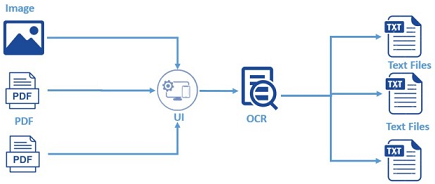 Image
PDF
PDF
PDF
UI
OCR
TXT
Text Files
TXT
Text Files
TXT